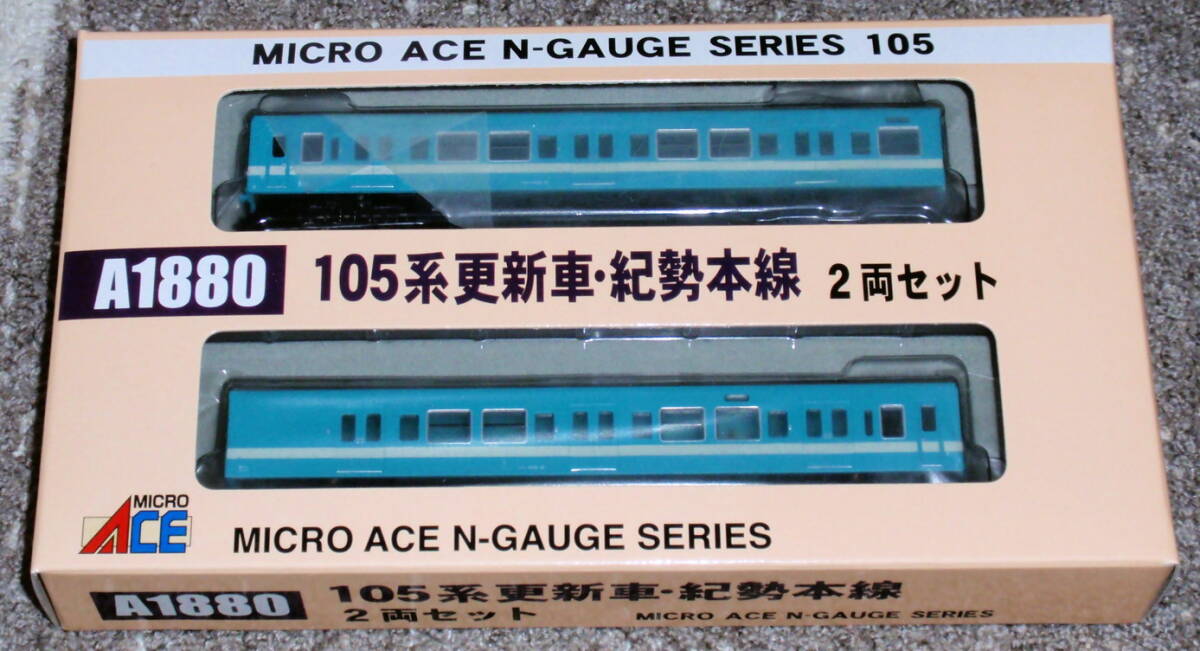 MICRO ACE N-GAUGE SERIES 105
A1880 105系更新車・紀勢本線 2両セット
MICRO ACE
MICRO ACE N-GAUGE SERIES
A1880 105系更新車・紀勢本線
2両セット MICRO ACE N-GAUGE SERIES